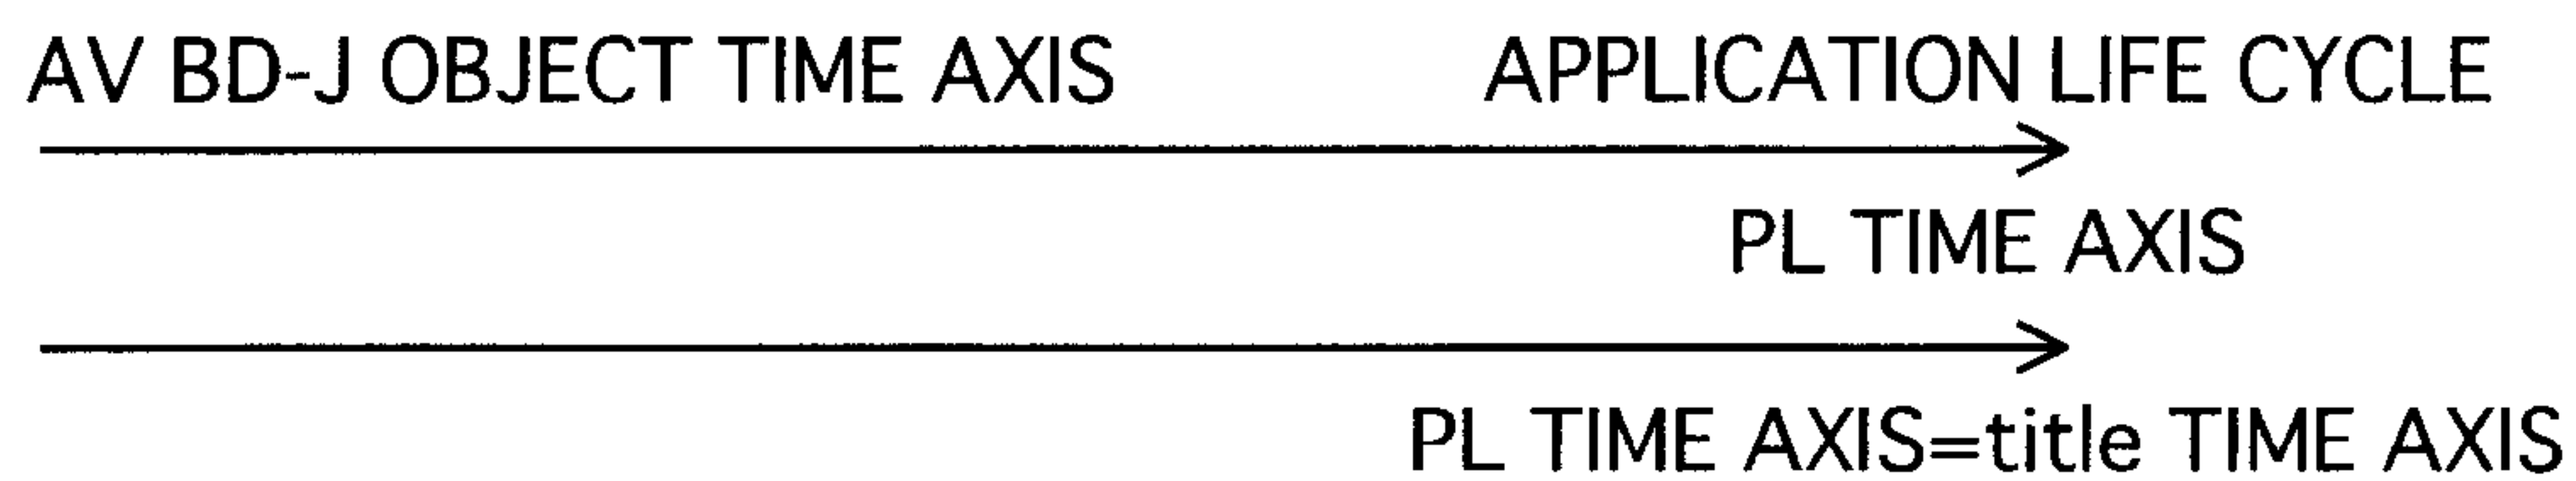 AV BD-J OBJECT TIME AXIS APPLICATION LIFE CYCLE
PL TIME AXIS
PL TIME AXIS=title TIME AXIS